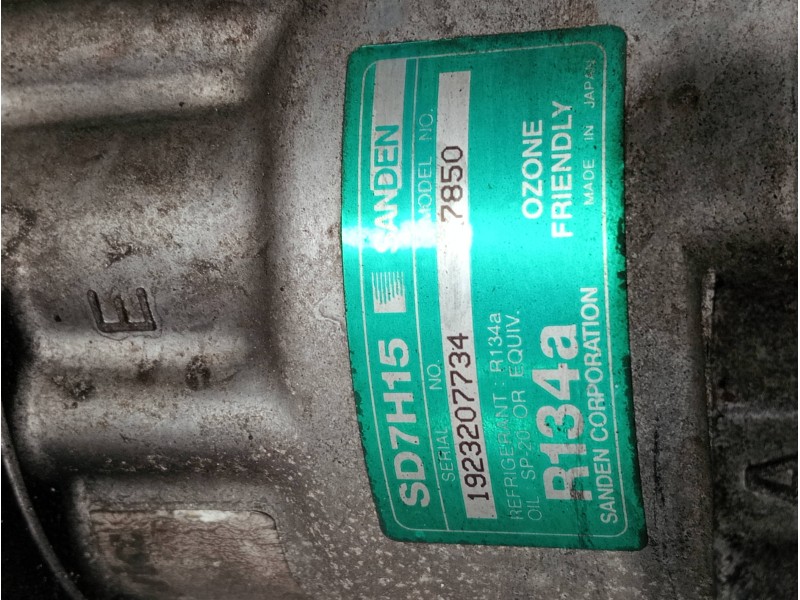 SD7H15 SANDEN
SERIAL NO. MODEL NO.
1923207734 7850
REFRIGERANT : R134a
OIL SP-20 OR EQUIV.
R134a
OZONE
FRIENDLY
SANDEN CORPORATION MADE IN JAPAN
E
A